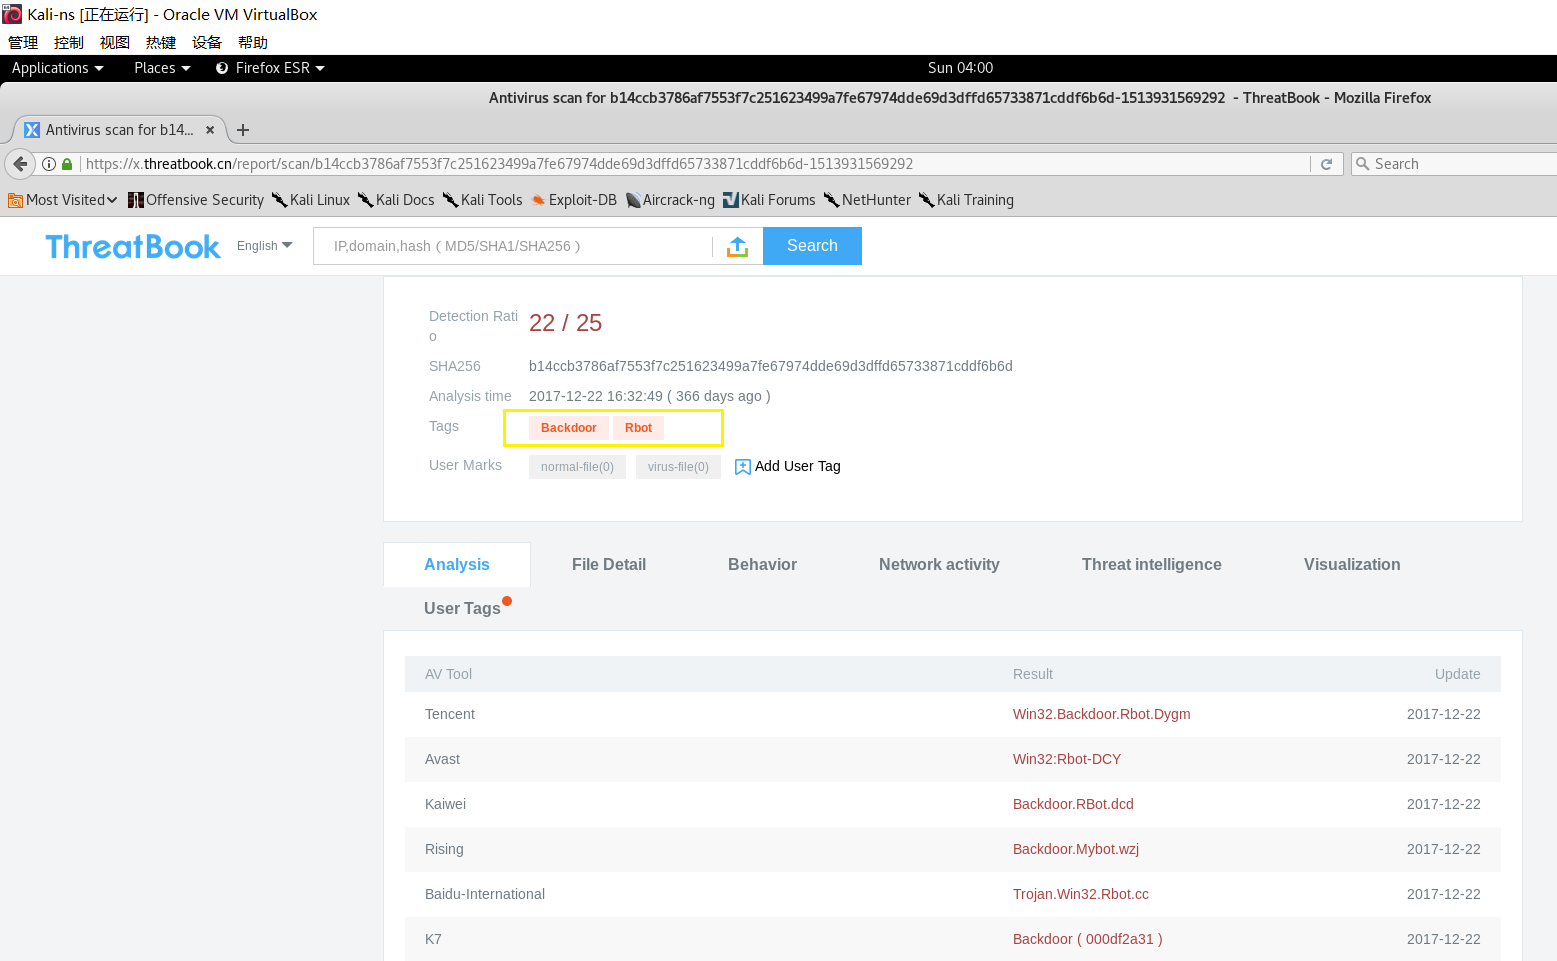 Kali-ns [正在运行] - Oracle VM VirtualBox
管理 控制 视图 热键 设备 帮助
Applications Places Firefox ESR Sun 04:00
Antivirus scan for b14ccb3786af7553f7c251623499a7fe67974dde69d3dffd65733871cddf6b6d-1513931569292 - ThreatBook - Mozilla Firefox
Antivirus scan for b14...
https://x.threatbook.cn/report/scan/b14ccb3786af7553f7c251623499a7fe67974dde69d3dffd65733871cddf6b6d-1513931569292 Search
Most Visited Offensive Security Kali Linux Kali Docs Kali Tools Exploit-DB Aircrack-ng Kali Forums NetHunter Kali Training
ThreatBook English IP,domain,hash ( MD5/SHA1/SHA256 ) Search
Detection Ratio 22 / 25
SHA256 b14ccb3786af7553f7c251623499a7fe67974dde69d3dffd65733871cddf6b6d
Analysis time 2017-12-22 16:32:49 ( 366 days ago )
Tags Backdoor Rbot
User Marks normal-file(0) virus-file(0) Add User Tag
Analysis File Detail Behavior Network activity Threat intelligence Visualization
User Tags
AV Tool Result Update
Tencent Win32.Backdoor.Rbot.Dygm 2017-12-22
Avast Win32:Rbot-DCY 2017-12-22
Kaiwei Backdoor.RBot.dcd 2017-12-22
Rising Backdoor.Mybot.wzj 2017-12-22
Baidu-International Trojan.Win32.Rbot.cc 2017-12-22
K7 Backdoor ( 000df2a31 ) 2017-12-22